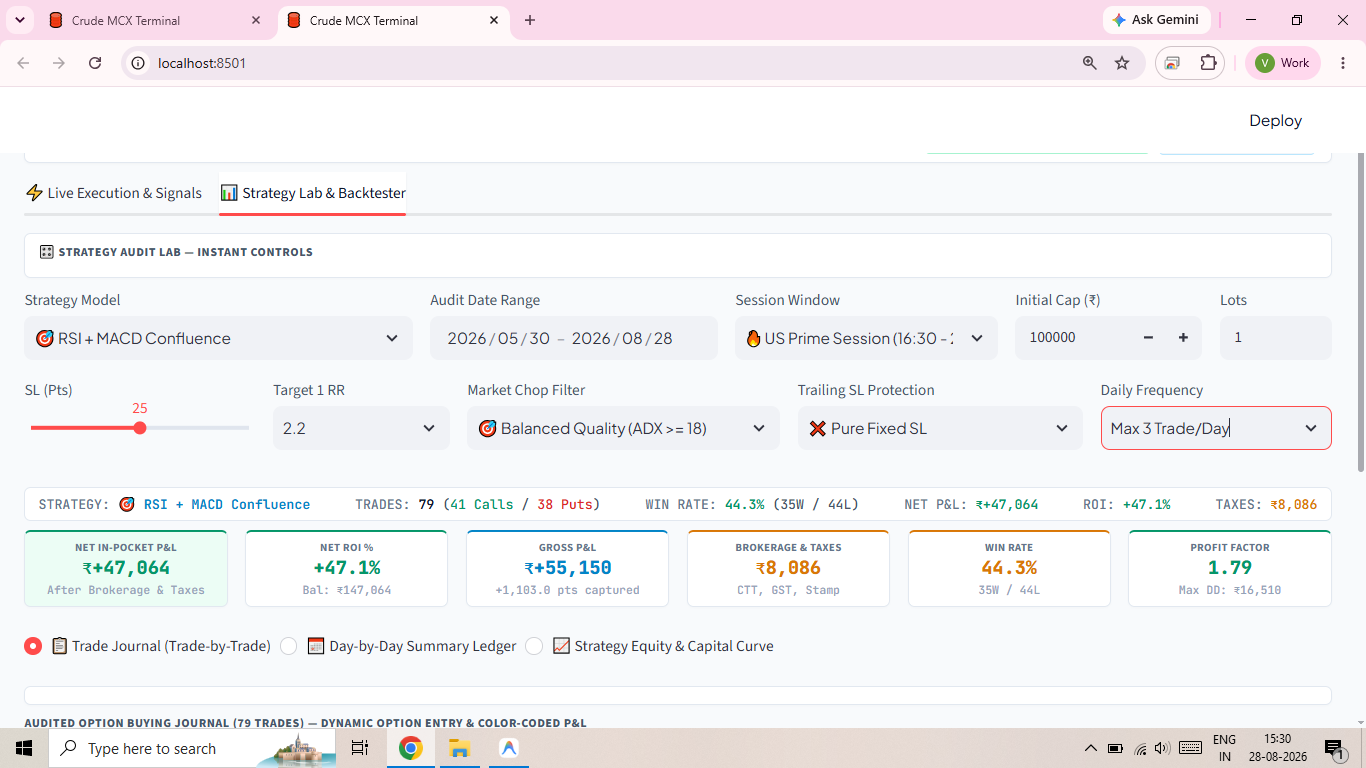 Crude MCX Terminal
Crude MCX Terminal
Ask Gemini
localhost:8501
V Work
Deploy
Live Execution & Signals
Strategy Lab & Backtester
STRATEGY AUDIT LAB — INSTANT CONTROLS
Strategy Model Audit Date Range Session Window Initial Cap (₹) Lots
RSI + MACD Confluence 2026/05/30 – 2026/08/28 US Prime Session (16:30 - 100000 1
SL (Pts) Target 1 RR Market Chop Filter Trailing SL Protection Daily Frequency
25
2.2 Balanced Quality (ADX >= 18) Pure Fixed SL Max 3 Trade/Day
STRATEGY: RSI + MACD Confluence TRADES: 79 (41 Calls / 38 Puts) WIN RATE: 44.3% (35W / 44L) NET P&L: ₹+47,064 ROI: +47.1% TAXES: ₹8,086
NET IN-POCKET P&L NET ROI % GROSS P&L BROKERAGE & TAXES WIN RATE PROFIT FACTOR
₹+47,064 +47.1% ₹+55,150 ₹8,086 44.3% 1.79
After Brokerage & Taxes Bal: ₹147,064 +1,103.0 pts captured CTT, GST, Stamp 35W / 44L Max DD: ₹16,510
Trade Journal (Trade-by-Trade) Day-by-Day Summary Ledger Strategy Equity & Capital Curve
AUDITED OPTION BUYING JOURNAL (79 TRADES) — DYNAMIC OPTION ENTRY & COLOR-CODED P&L
Type here to search
ENG
IN
15:30
28-08-2026
1